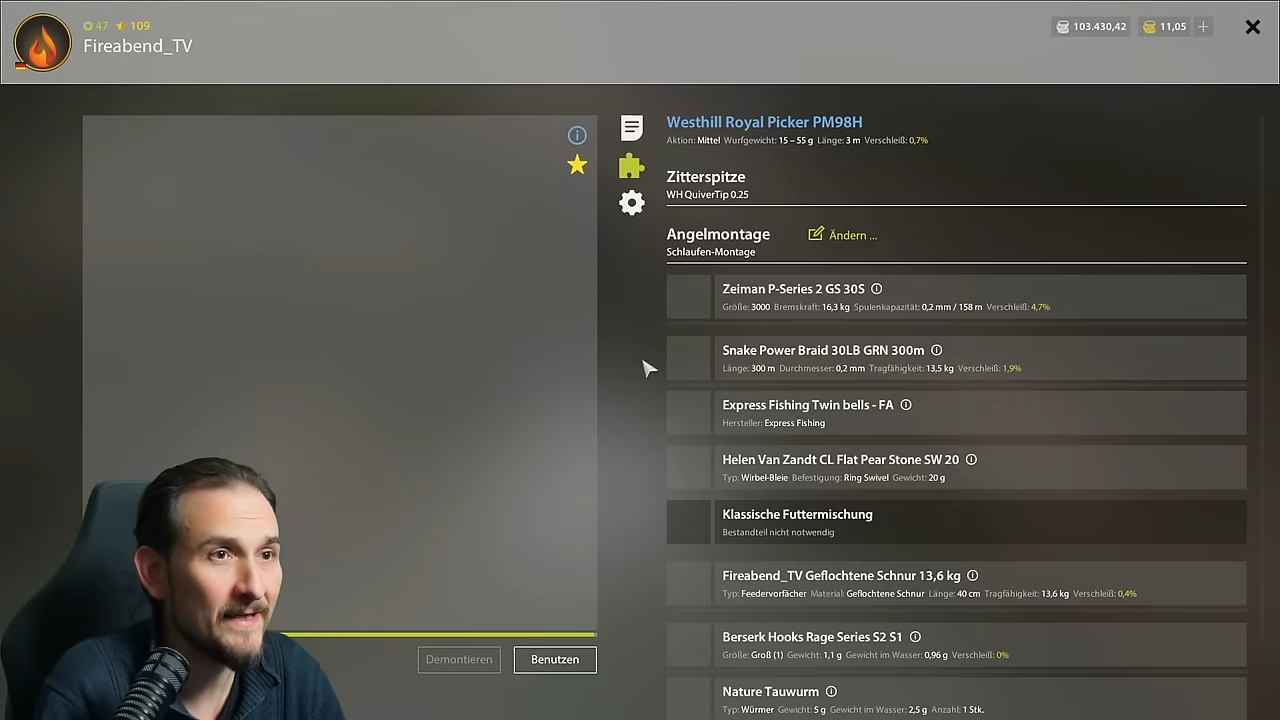 47 109
Fireabend_TV
103.430,42
11,05
Westhill Royal Picker PM98H
Aktion: Mittel Wurfgewicht: 15 – 55 g Länge: 3 m Verschleiß: 0,7%
Zitterspitze
WH QuiverTip 0.25
Angelmontage
Ändern ...
Schlaufen-Montage
Zeiman P-Series 2 GS 30S
Größe: 3000 Bremskraft: 16,3 kg Spulenkapazität: 0,2 mm / 158 m Verschleiß: 4,7%
Snake Power Braid 30LB GRN 300m
Länge: 300 m Durchmesser: 0,2 mm Tragfähigkeit: 13,5 kg Verschleiß: 1,9%
Express Fishing Twin bells - FA
Hersteller: Express Fishing
Helen Van Zandt CL Flat Pear Stone SW 20
Typ: Wirbel-Bleie Befestigung: Ring Swivel Gewicht: 20 g
Klassische Futtermischung
Bestandteil nicht notwendig
Fireabend_TV Geflochtene Schnur 13,6 kg
Typ: Feedervorfächer Material: Geflochtene Schnur Länge: 40 cm Tragfähigkeit: 13,6 kg Verschleiß: 0,4%
Berserk Hooks Rage Series S2 S1
Größe: Groß (1) Gewicht: 1,1 g Gewicht im Wasser: 0,96 g Verschleiß: 0%
Nature Tauwurm
Typ: Würmer Gewicht: 5 g Gewicht im Wasser: 2,5 g Anzahl: 1 Stk.
Demontieren
Benutzen